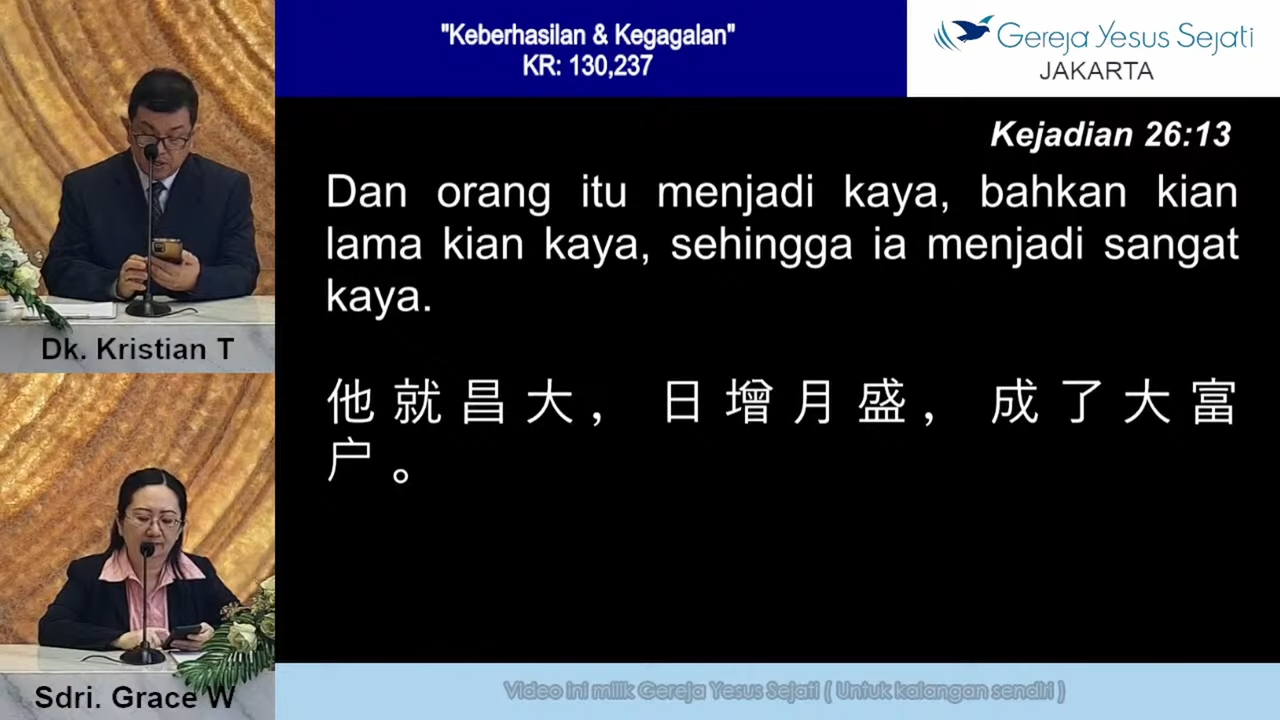 "Keberhasilan & Kegagalan"
KR: 130,237
Gereja Yesus Sejati
JAKARTA
Kejadian 26:13
Dan orang itu menjadi kaya, bahkan kian
lama kian kaya, sehingga ia menjadi sangat
kaya.
他就昌大， 日增月盛， 成了大富
户。
Dk. Kristian T
Sdri. Grace W
Video ini milik Gereja Yesus Sejati ( Untuk kalangan sendiri )